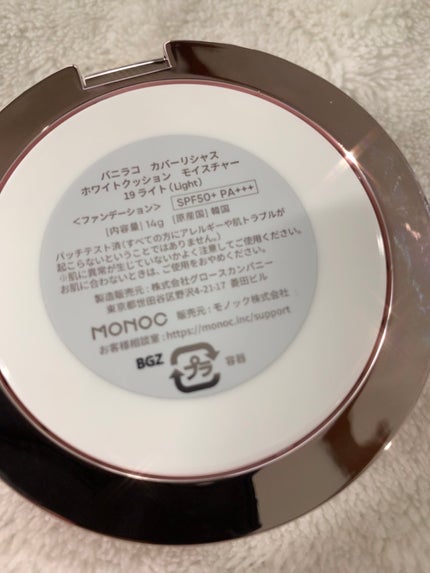 バニラコ カバーリシャス
ホワイトクッション モイスチャー
19 ライト(Light)
<ファンデーション> SPF50+ PA+++
[内容量] 14g [原産国] 韓国
パッチテスト済(すべての方にアレルギーや肌トラブルが
起こらないということではありません。)
☆肌に異常が生じていないかよく注意してご使用ください。
お肌に合わないときは、ご使用をおやめください。
製造販売元:株式会社グロースカンパニー
東京都世田谷区野沢4-21-17 菱田ビル
MONOC 販売元:モノック株式会社
お客様相談室:https://monoc.inc/support
BGZ プラ 容器